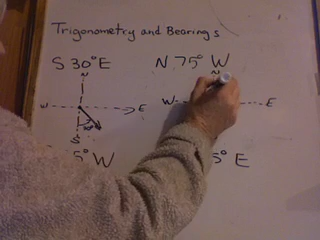 Trigonometry and Bearings
S 30° E N 75° W
N N
W E W E
S
5° W 5° E